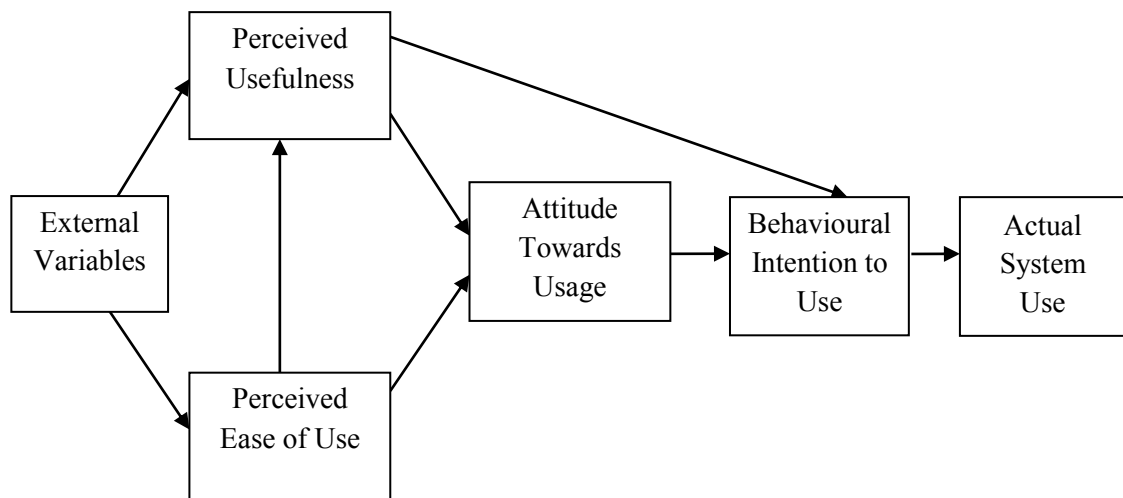 Perceived
Usefulness
External
Variables
Attitude
Towards
Usage
Behavioural
Intention to
Use
Actual
System
Use
Perceived
Ease of Use